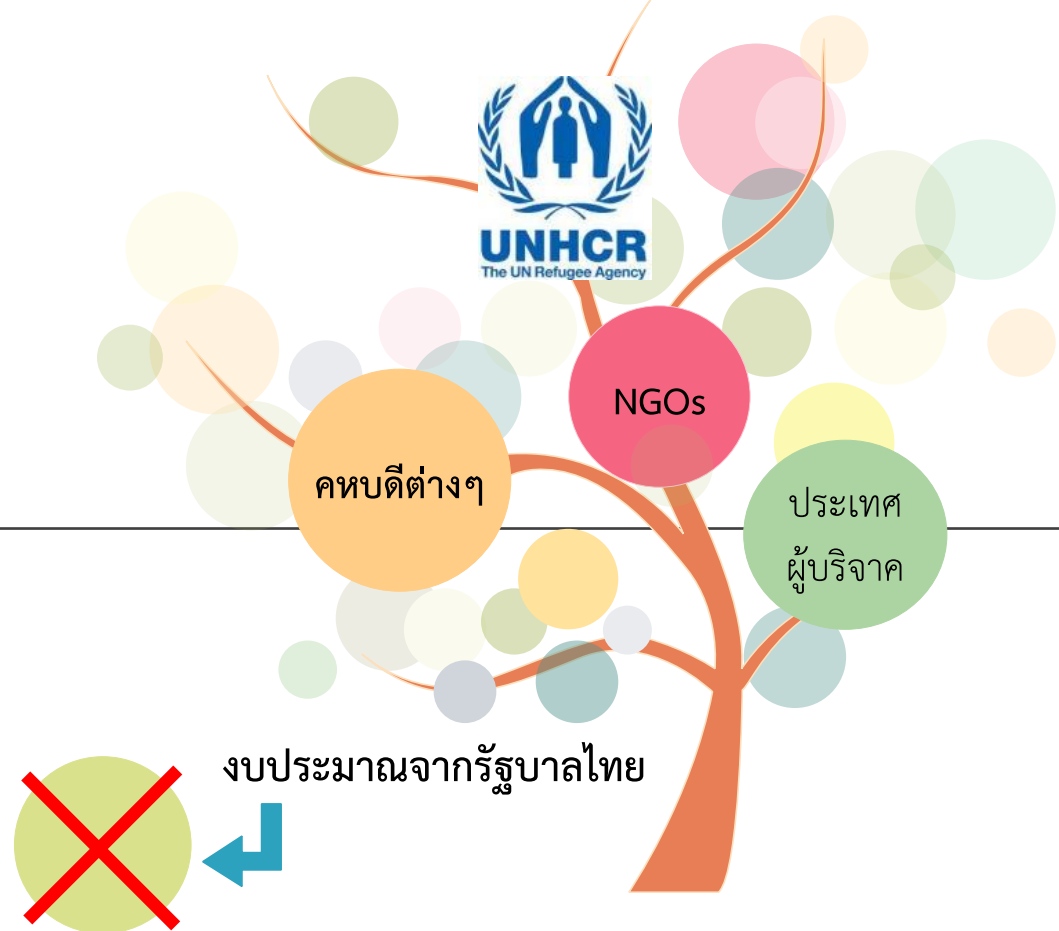 UNHCR
The UN Refugee Agency
NGOs
คหบดีต่างๆ
ประเทศ
ผู้บริจาค
งบประมาณจากรัฐบาลไทย